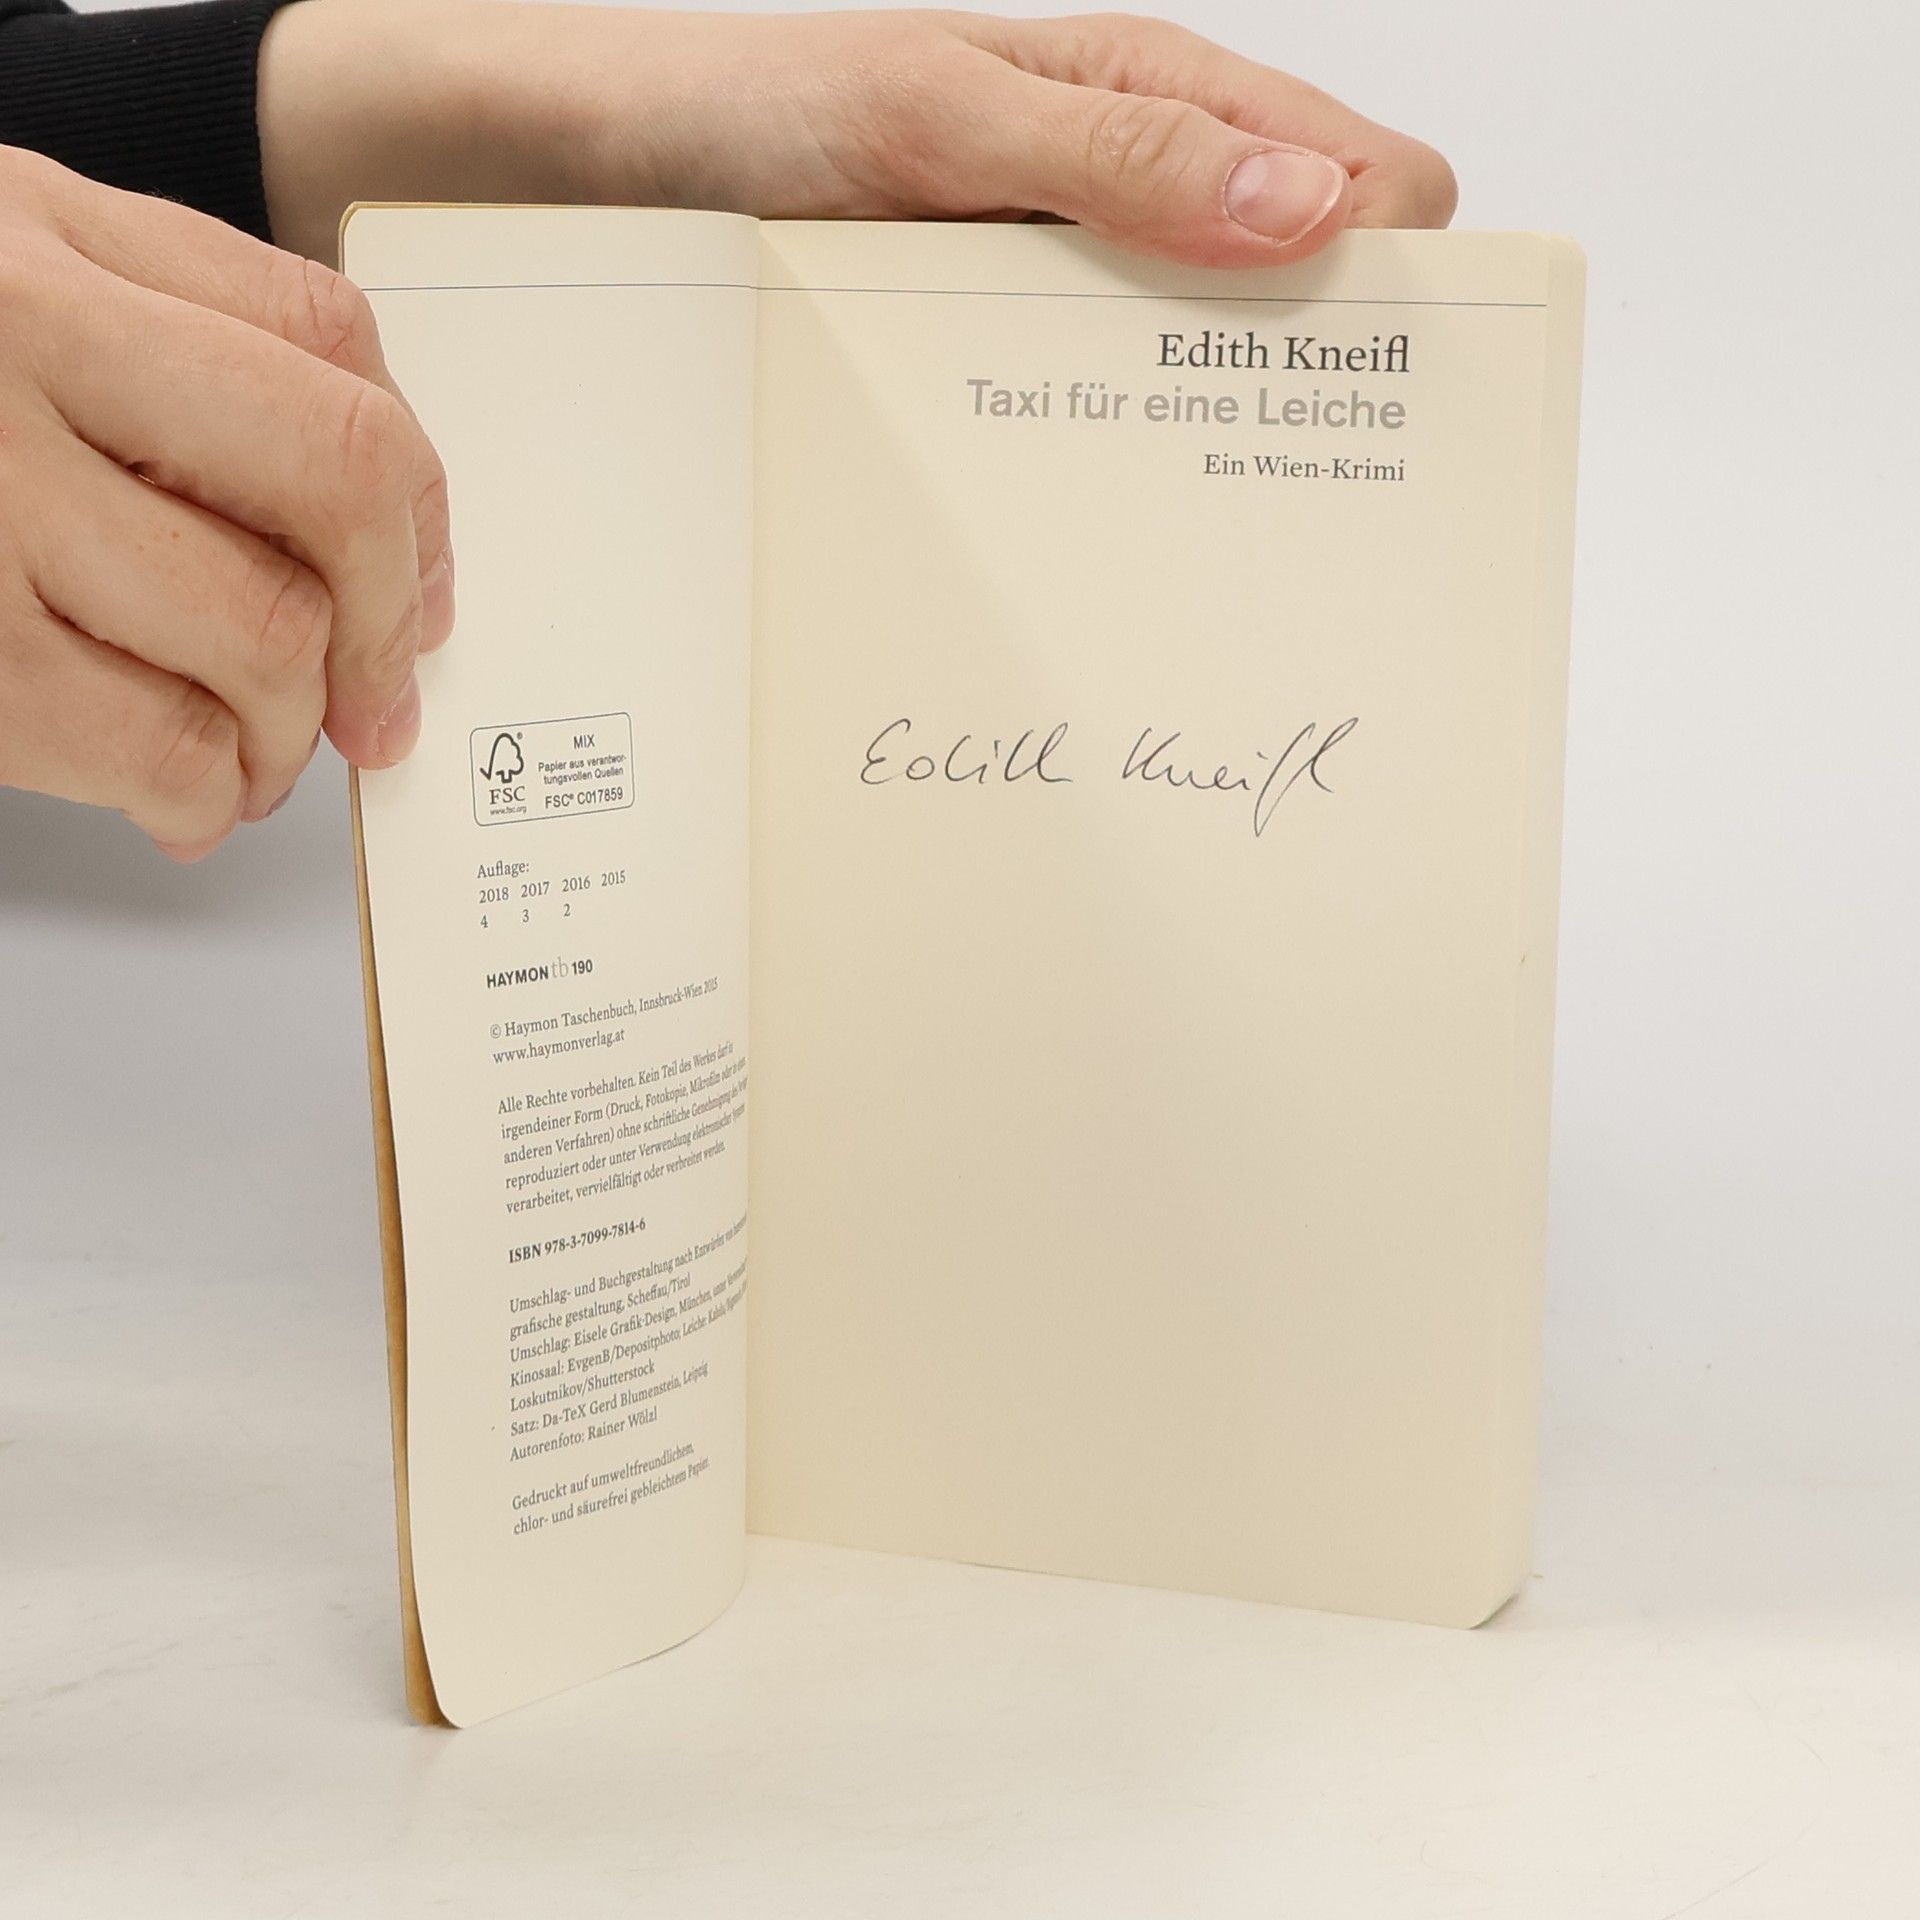 MIX
Papier aus verantwor-
tungsvollen Quellen
FSC® C017859
FSC
www.fsc.org
Auflage:
2018 2017 2016 2015
4 3 2
HAYMON tb 190
© Haymon Taschenbuch, Innsbruck-Wien 2015
www.haymonverlag.at
Alle Rechte vorbehalten. Kein Teil des Werkes darf in
irgendeiner Form (Druck, Fotokopie, Mikrofilm oder in einem
anderen Verfahren) ohne schriftliche Genehmigung des
reproduziert oder unter Verwendung elektronischer Systeme
verarbeitet, vervielfältigt oder verbreitet werden.
ISBN 978-3-7099-7814-6
Umschlag- und Buchgestaltung nach Entwürfen von
grafische gestaltung, Scheffau/Tirol
Umschlag: Eisele Grafik-Design, München, unter
Kinosaal: EvgenB/Depositphoto; Leiche:
Loskutnikov/Shutterstock
Satz: Da-TeX Gerd Blumenstein, Leipzig
Autorenfoto: Rainer Wölzl
Gedruckt auf umweltfreundlichem,
chlor- und säurefrei gebleichtem Papier.
Edith Kneifl
Taxi für eine Leiche
Ein Wien-Krimi
Edith Kneifl